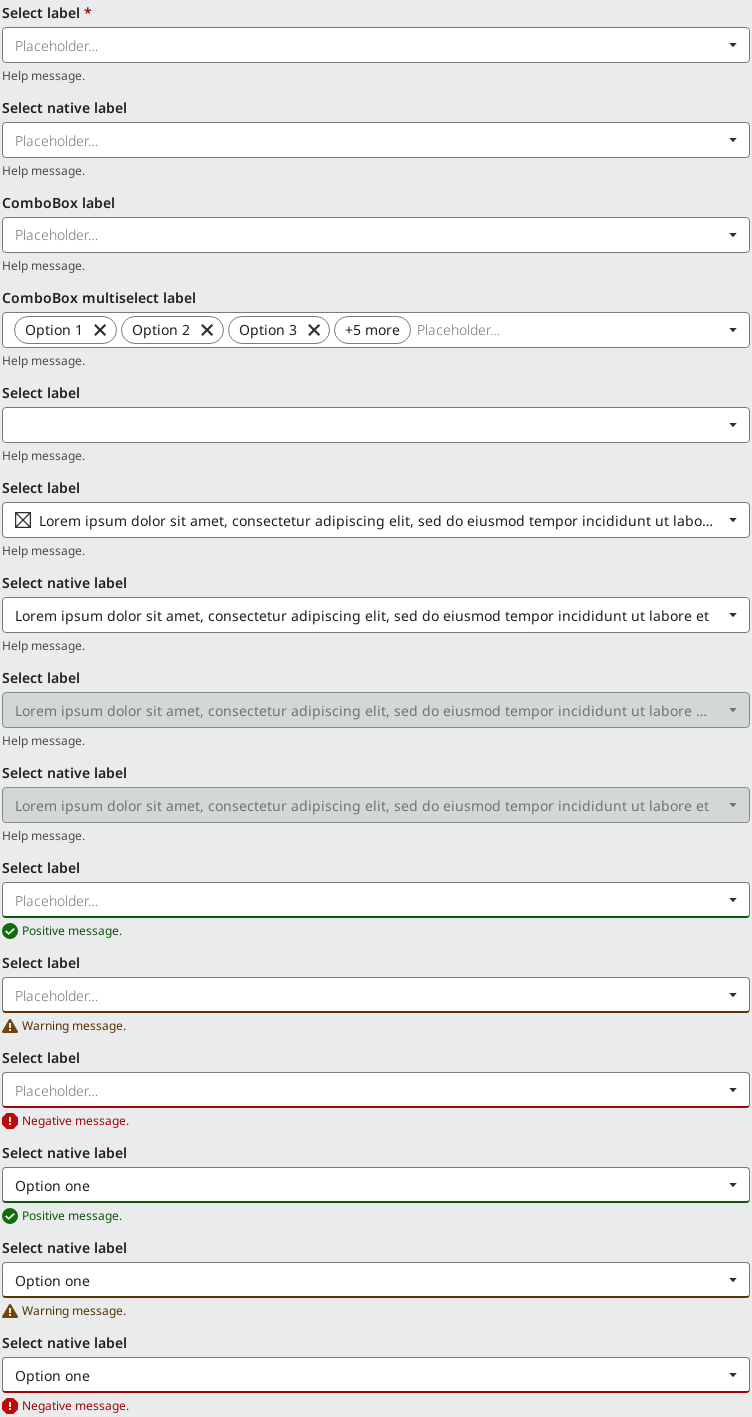 Select label *
Placeholder...
Help message.
Select native label
Placeholder...
Help message.
ComboBox label
Placeholder...
Help message.
ComboBox multiselect label
Option 1 Option 2 Option 3 +5 more Placeholder...
Help message.
Select label
Help message.
Select label
Lorem ipsum dolor sit amet, consectetur adipiscing elit, sed do eiusmod tempor incididunt ut labo...
Help message.
Select native label
Lorem ipsum dolor sit amet, consectetur adipiscing elit, sed do eiusmod tempor incididunt ut labore et
Help message.
Select label
Lorem ipsum dolor sit amet, consectetur adipiscing elit, sed do eiusmod tempor incididunt ut labore ...
Help message.
Select native label
Lorem ipsum dolor sit amet, consectetur adipiscing elit, sed do eiusmod tempor incididunt ut labore et
Help message.
Select label
Placeholder...
Positive message.
Select label
Placeholder...
Warning message.
Select label
Placeholder...
Negative message.
Select native label
Option one
Positive message.
Select native label
Option one
Warning message.
Select native label
Option one
Negative message.